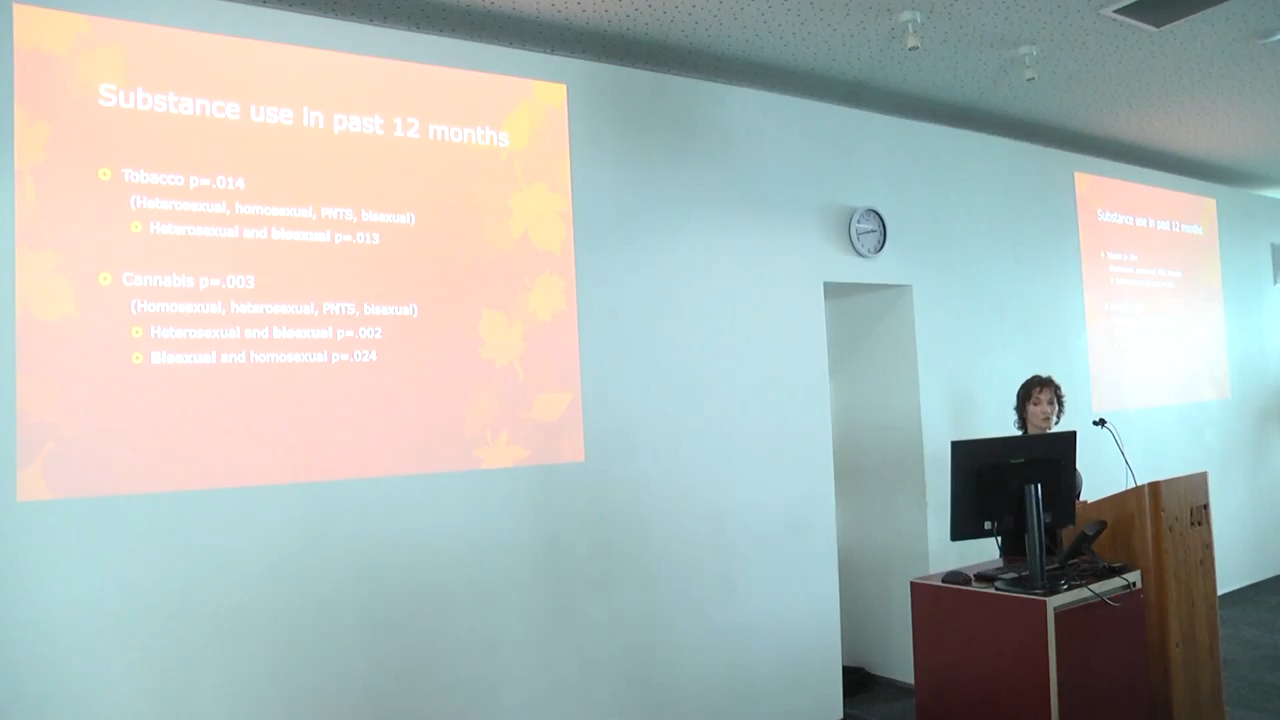 Substance use in past 12 months
Tobacco p=.014
(Heterosexual, homosexual, PNTS, bisexual)
Heterosexual and bisexual p=.013
Cannabis p=.003
(Homosexual, heterosexual, PNTS, bisexual)
Heterosexual and bisexual p=.002
Bisexual and homosexual p=.024
Substance use in past 12 months
AUT